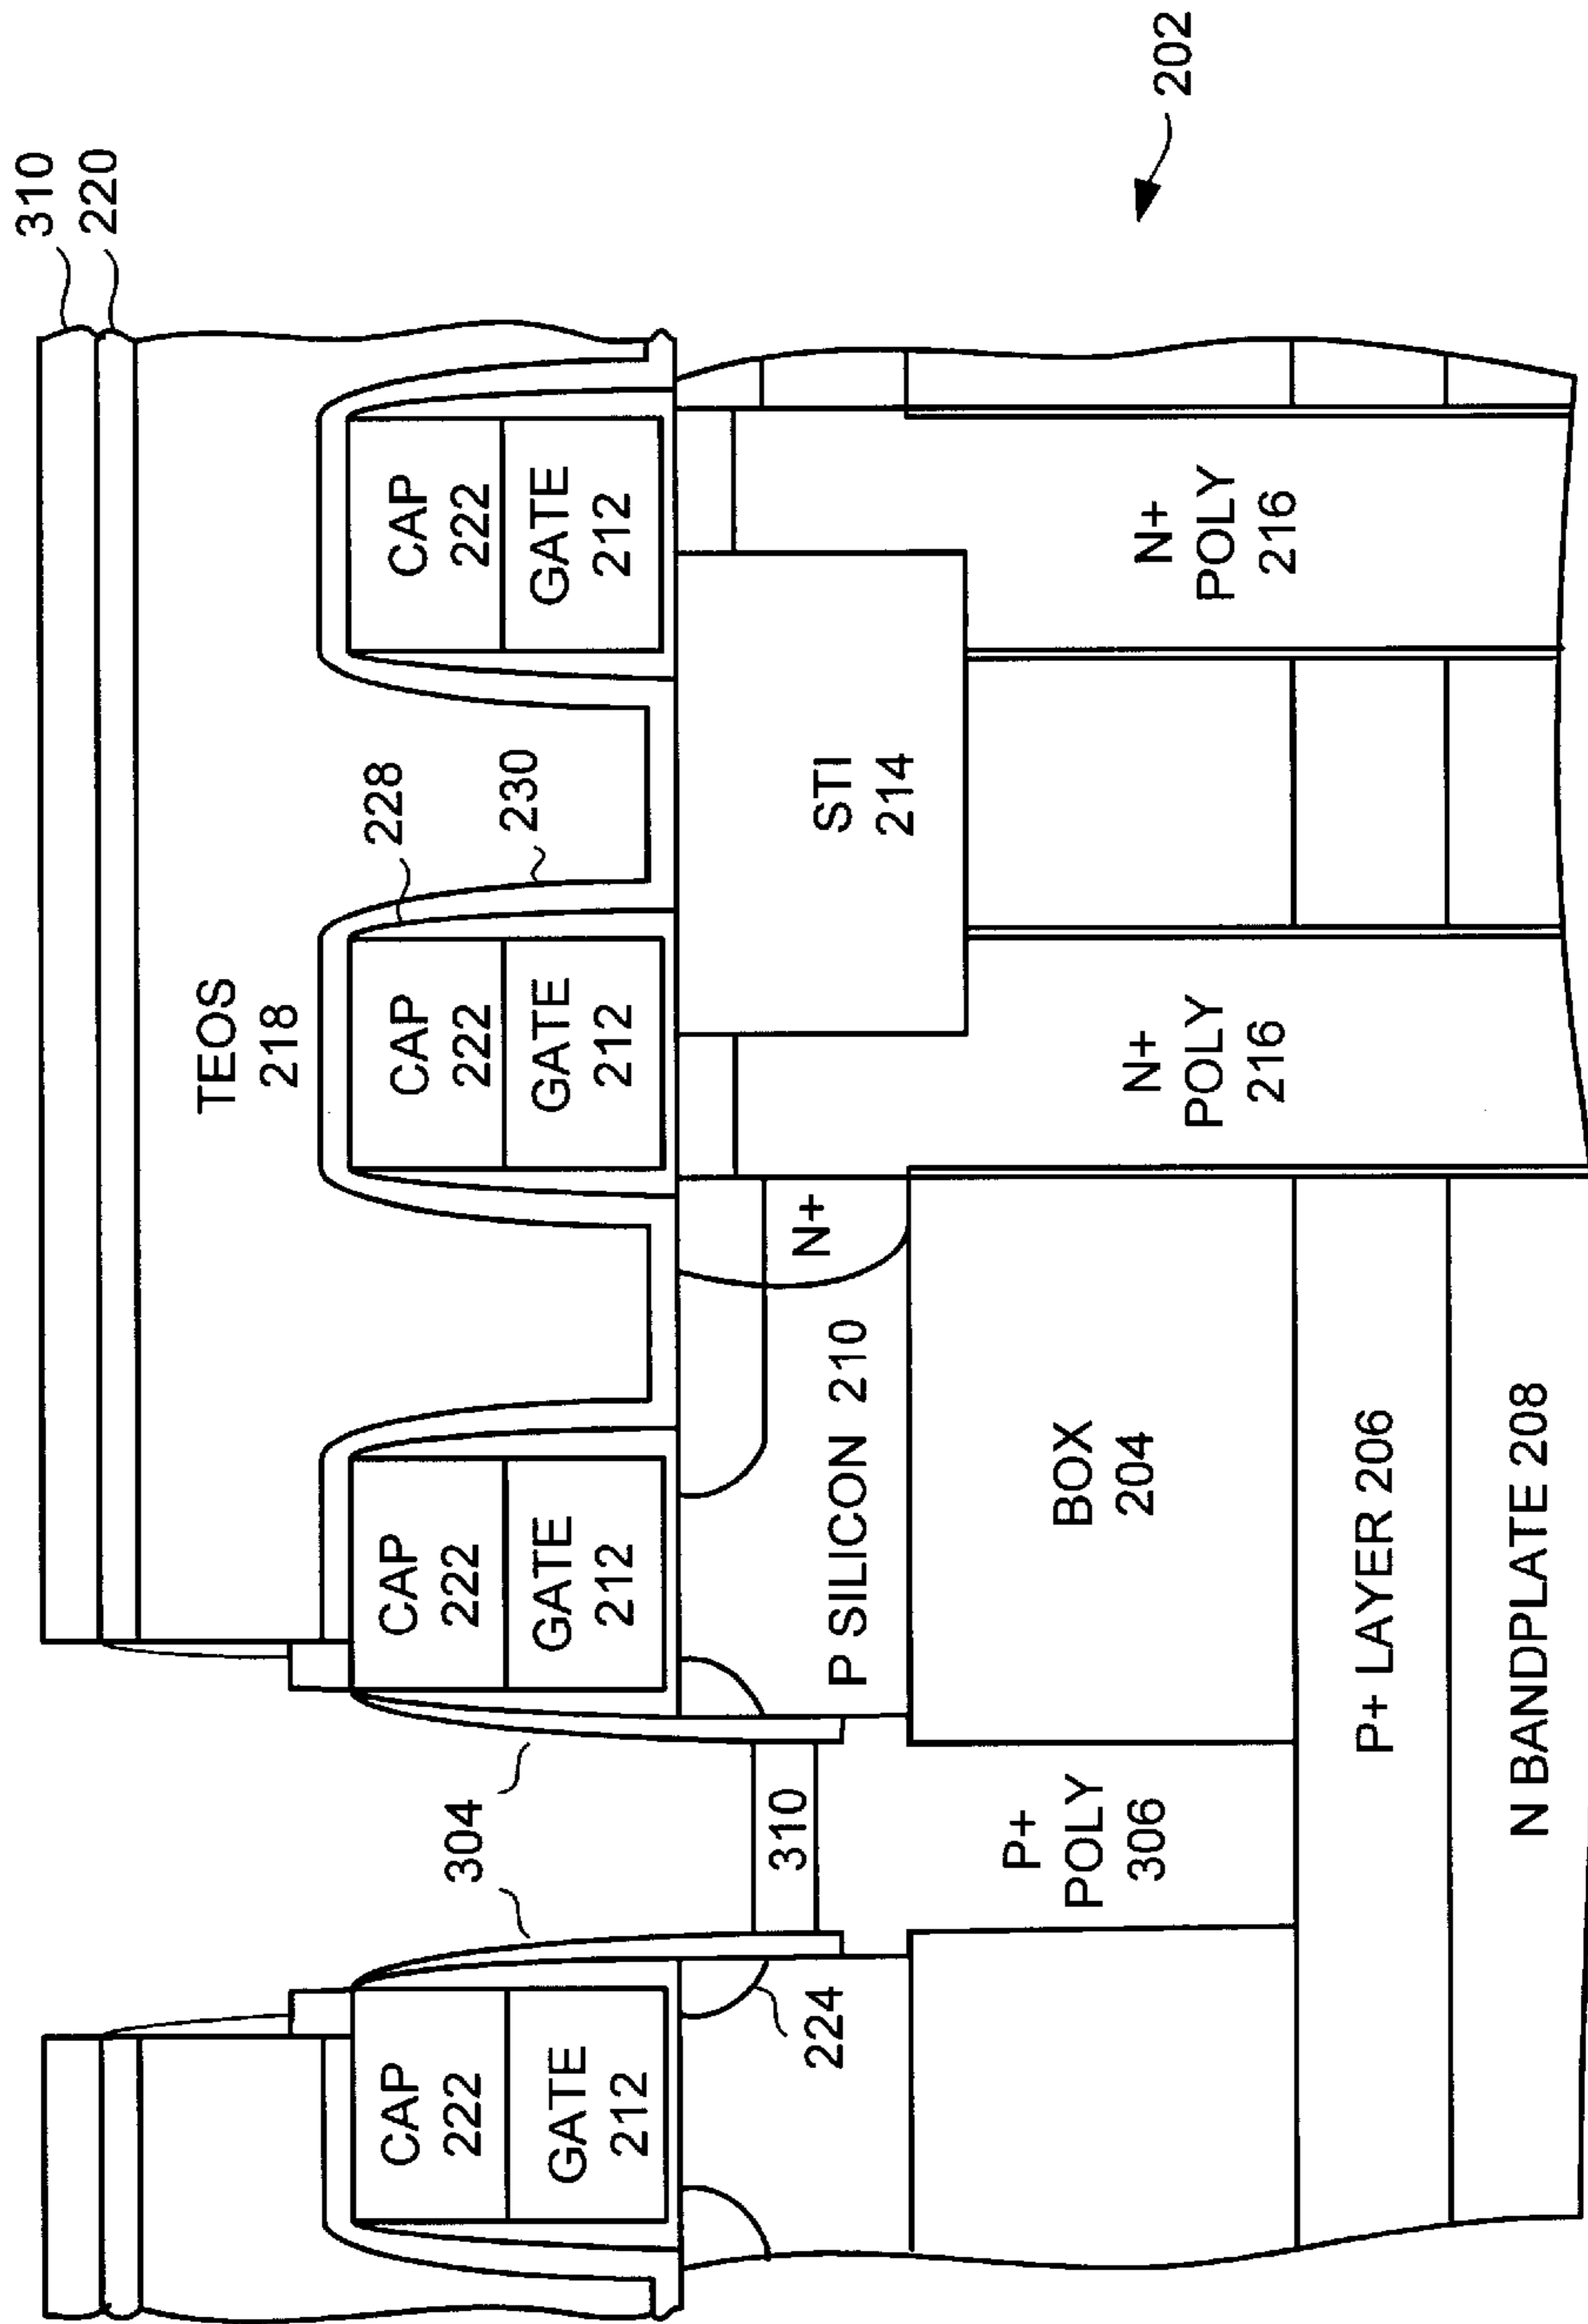 310
220
TEOS
218
CAP
222
GATE
212
CAP
222
GATE
212
CAP
222
GATE
212
CAP
222
GATE
212
228
230
304
310
224
N+
P SILICON 210
STI
214
P+
POLY
306
BOX
204
N+
POLY
216
N+
POLY
216
202
P+ LAYER 206
N BANDPLATE 208